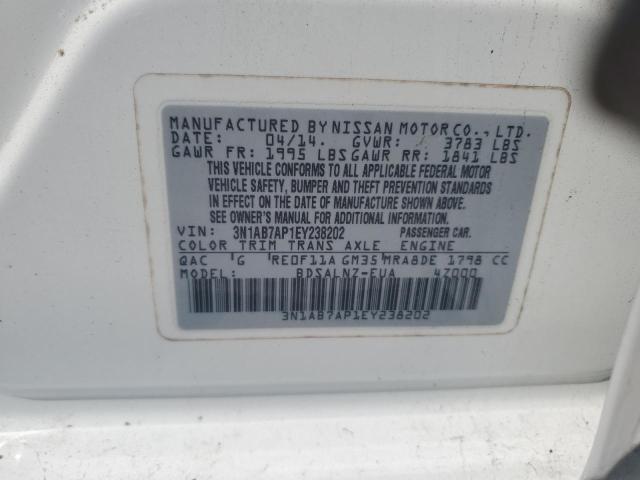 MANUFACTURED BY NISSAN MOTOR CO., LTD.
DATE: 04/14. GVWR: 3783 LBS
GAWR FR: 1995 LBS GAWR RR: 1841 LBS
THIS VEHICLE CONFORMS TO ALL APPLICABLE FEDERAL MOTOR
VEHICLE SAFETY, BUMPER AND THEFT PREVENTION STANDARDS
IN EFFECT ON THE DATE OF MANUFACTURE SHOWN ABOVE.
SEE OWNER'S MANUAL FOR ADDITIONAL INFORMATION.
VIN: 3N1AB7AP1EY238202 PASSENGER CAR.
COLOR TRIM TRANS AXLE ENGINE
QAC G RE0F11A GM35 MRA8DE 1798 CC
MODEL: BDSALNZ-EUA 4Z000
3N1AB7AP1EY238202